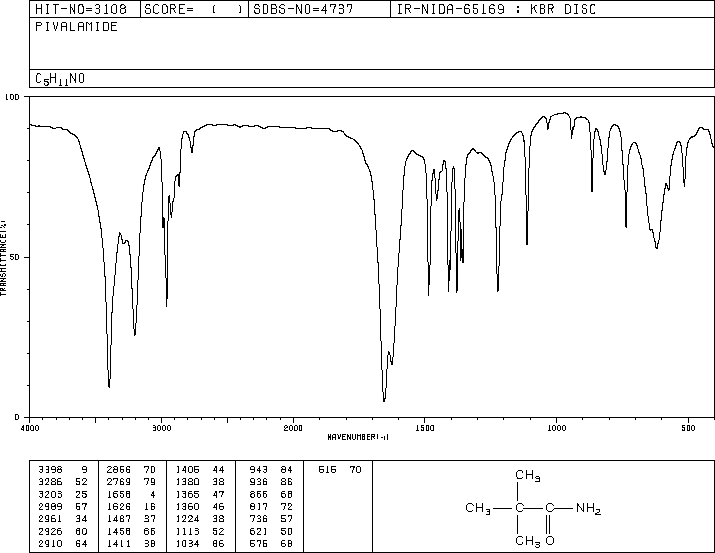 HIT-NO=3108 SCORE= ( ) SDBS-NO=4737 IR-NIDA-65169 : KBR DISC
PIVALAMIDE
C5H11NO
100
50
0
TRANSMITTANCE(%)
4000 3000 2000 1500 1000 500
WAVENUMBER(-1)
3398 9 2866 70 1406 44 943 84 516 70
3286 52 2769 79 1380 38 936 86
3203 25 1658 4 1365 47 866 68
2989 57 1626 16 1360 46 817 72
2961 34 1487 37 1224 38 736 57
2926 60 1458 66 1113 52 621 50
2910 64 1411 38 1034 86 576 68
CH3
CH3 C C NH2
CH3 O